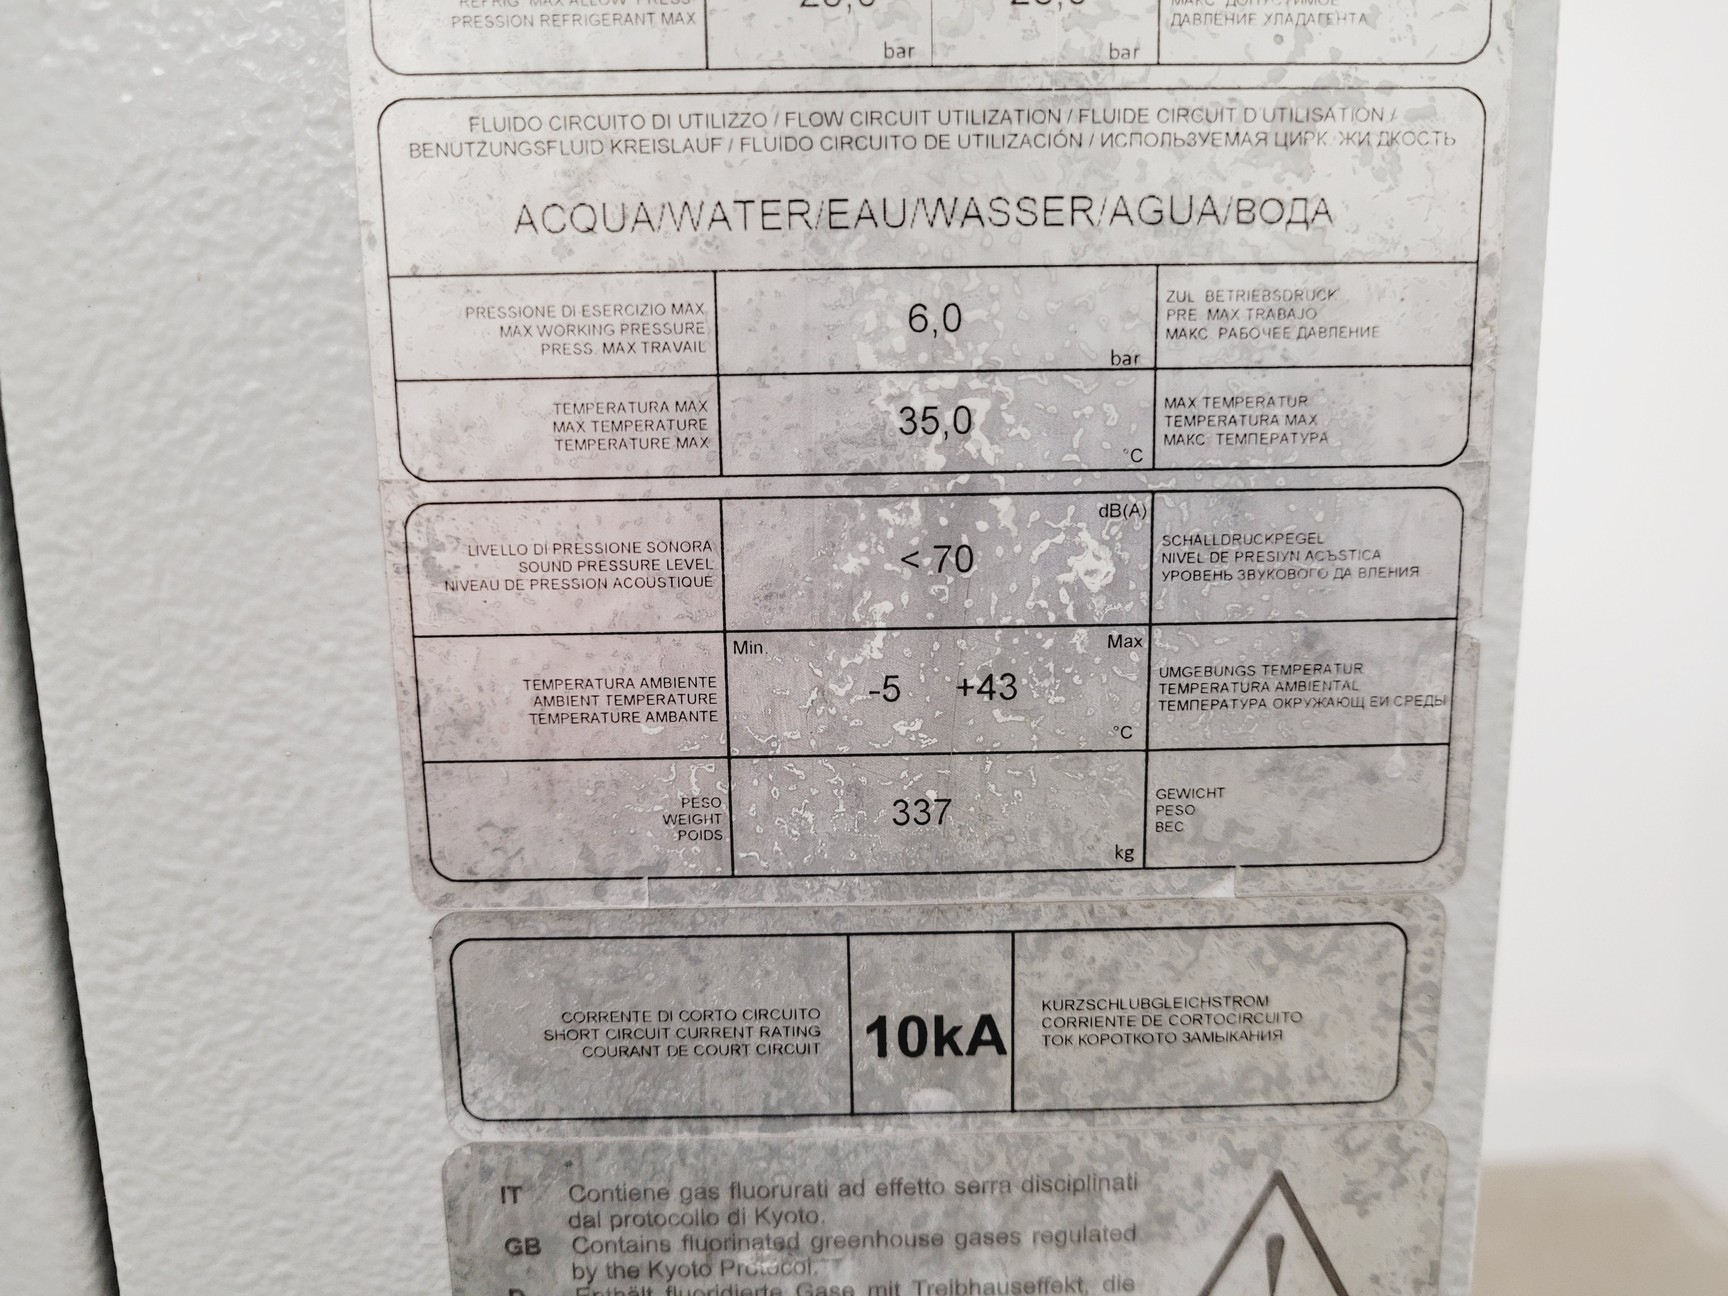 PRESSION REFRIGERANT MAX
bar
bar
ДАВЛЕНИЕ ХЛАДАГЕНТА
FLUIDO CIRCUITO DI UTILIZZO / FLOW CIRCUIT UTILIZATION / FLUIDE CIRCUIT D'UTILISATION /
BENUTZUNGSFLUID KREISLAUF / FLUIDO CIRCUITO DE UTILIZACIÓN / ИСПОЛЬЗУЕМАЯ ЦИРК. ЖИ ДКОСТЬ
ACQUA/WATER/EAU/WASSER/AGUA/ВОДА
PRESSIONE DI ESERCIZIO MAX
MAX WORKING PRESSURE
PRESS. MAX TRAVAIL
6,0
bar
ZUL. BETRIEBSDRUCK
PRE. MAX TRABAJO
МАКС. РАБОЧЕЕ ДАВЛЕНИЕ
TEMPERATURA MAX
MAX TEMPERATURE
TEMPERATURE MAX
35,0
°C
MAX TEMPERATUR
TEMPERATURA MAX
МАКС. ТЕМПЕРАТУРА
LIVELLO DI PRESSIONE SONORA
SOUND PRESSURE LEVEL
NIVEAU DE PRESSION ACOUSTIQUE
dB(A)
< 70
SCHALLDRUCKPEGEL
NIVEL DE PRESIYN ACЪSTICA
УРОВЕНЬ ЗВУКОВОГО ДА ВЛЕНИЯ
TEMPERATURA AMBIENTE
AMBIENT TEMPERATURE
TEMPERATURE AMBANTE
Min. Max
-5 +43
°C
UMGEBUNGS TEMPERATUR
TEMPERATURA AMBIENTAL
ТЕМПЕРАТУРА ОКРУЖАЮЩ ЕИ СРЕДЫ
PESO
WEIGHT
POIDS
337
kg
GEWICHT
PESO
ВЕС
CORRENTE DI CORTO CIRCUITO
SHORT CIRCUIT CURRENT RATING
COURANT DE COURT CIRCUIT
10kA
KURZSCHLUBGLEICHSTROM
CORRIENTE DE CORTOCIRCUITO
ТОК КОРОТКОТО ЗАМЫКАНИЯ
IT Contiene gas fluorurati ad effetto serra disciplinati
dal protocollo di Kyoto.
GB Contains fluorinated greenhouse gases regulated
by the Kyoto Protocol.
D Enthält fluoridierte Gase mit Treibhauseffekt, die